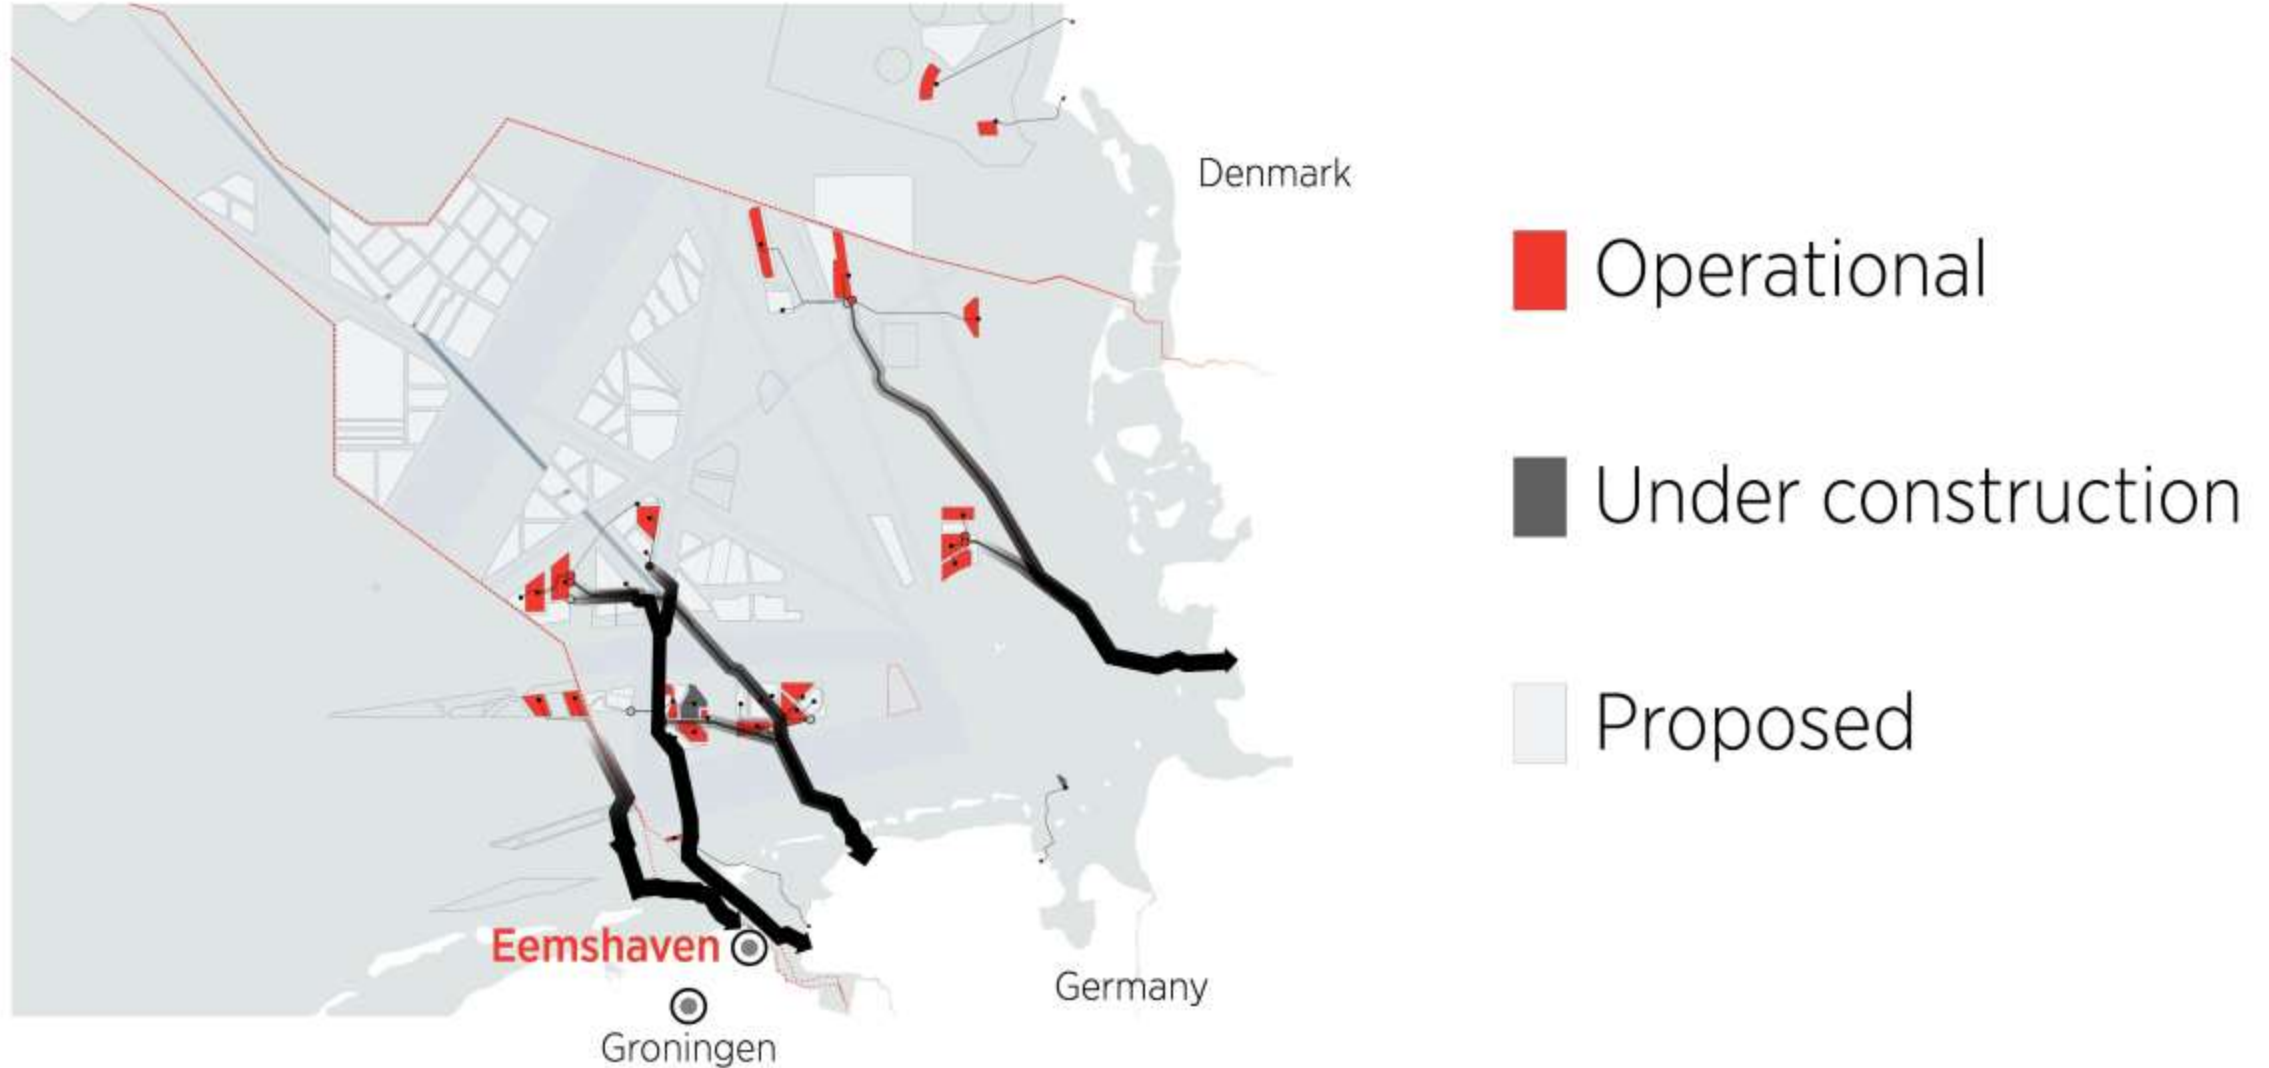 Denmark
Operational
Under construction
Proposed
Eemshaven
Germany
Groningen